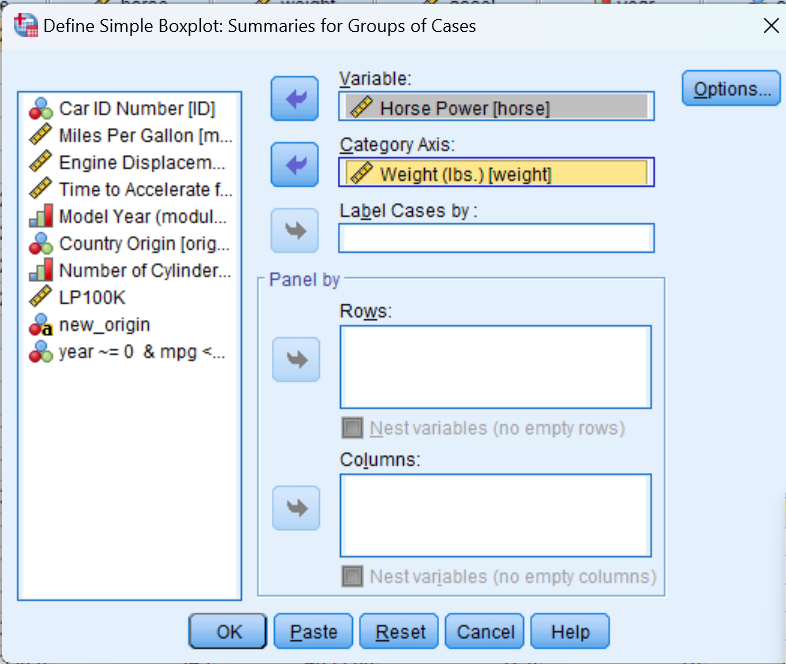 Define Simple Boxplot: Summaries for Groups of Cases
Variable:
Horse Power [horse]
Options...
Car ID Number [ID]
Miles Per Gallon [m...
Engine Displacem...
Time to Accelerate f...
Model Year (modul...
Country Origin [orig...
Number of Cylinder...
LP100K
new_origin
year ~= 0 & mpg <...
Category Axis:
Weight (lbs.) [weight]
Label Cases by :
Panel by
Rows:
Nest variables (no empty rows)
Columns:
Nest variables (no empty columns)
OK
Paste
Reset
Cancel
Help